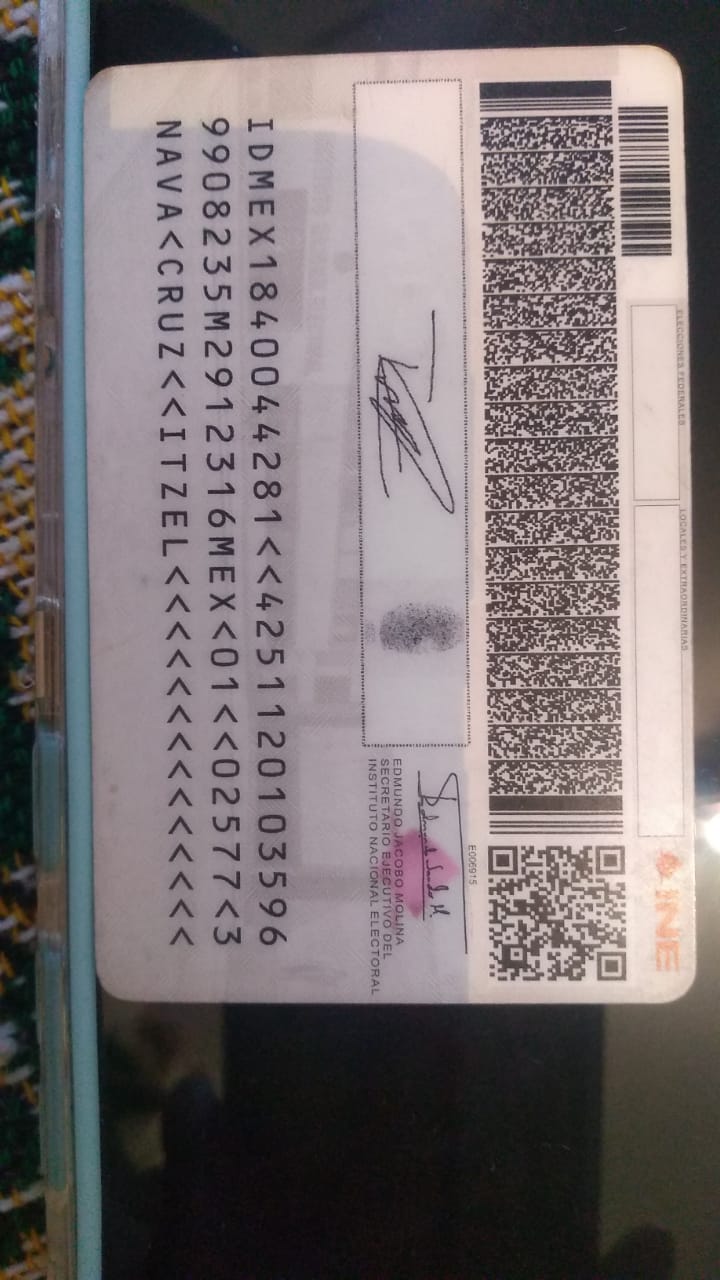 ELECCIONES FEDERALES
LOCALES Y EXTRAORDINARIAS
INE
E006915
EDMUNDO JACOBO MOLINA
SECRETARIO EJECUTIVO DEL
INSTITUTO NACIONAL ELECTORAL
IDMEX1840044281<<4251120103596
9908235M2912316MEX<01<<02577<3
NAVA<CRUZ<<ITZEL<<<<<<<<<<<<<<